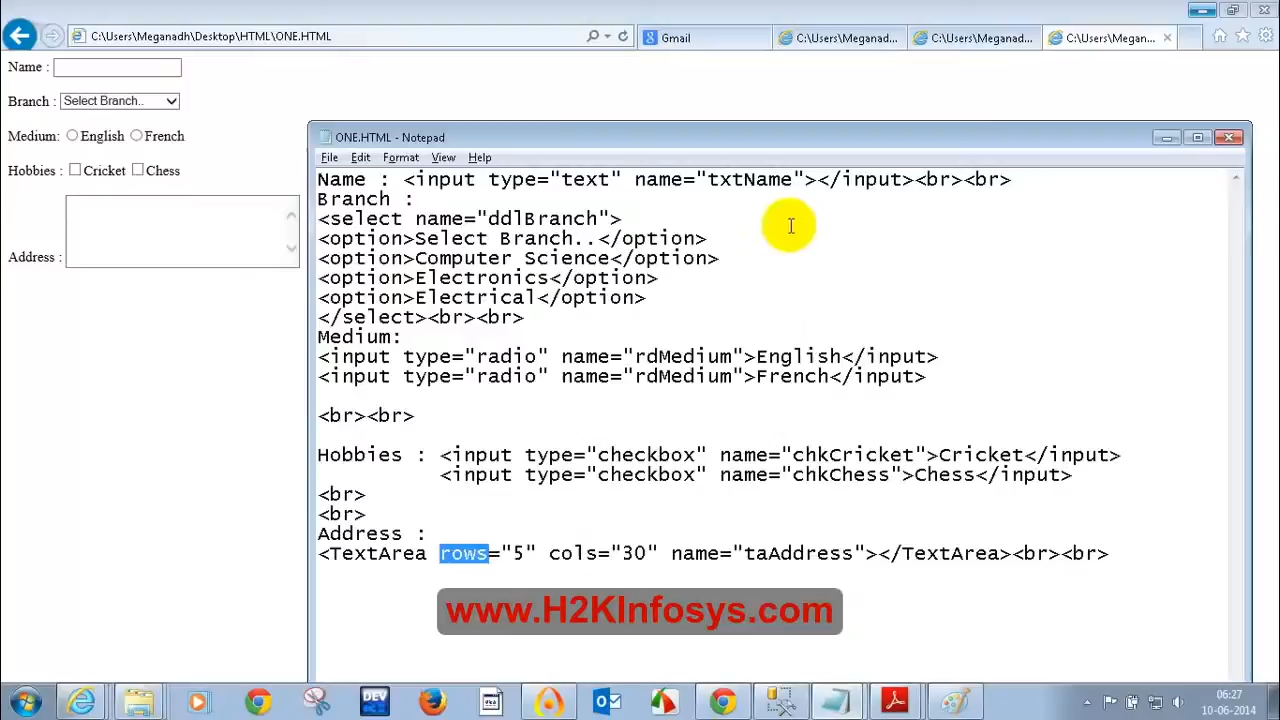 C:\Users\Meganadh\Desktop\HTML\ONE.HTML
Gmail
C:\Users\Meganad...
C:\Users\Meganad...
C:\Users\Megan...
Name :
Branch : Select Branch..
Medium: English French
Hobbies : Cricket Chess
Address :
ONE.HTML - Notepad
File Edit Format View Help
Name : <input type="text" name="txtName"></input><br><br>
Branch :
<select name="ddlBranch">
<option>Select Branch..</option>
<option>Computer Science</option>
<option>Electronics</option>
<option>Electrical</option>
</select><br><br>
Medium:
<input type="radio" name="rdMedium">English</input>
<input type="radio" name="rdMedium">French</input>
<br><br>
Hobbies : <input type="checkbox" name="chkCricket">Cricket</input>
<input type="checkbox" name="chkChess">Chess</input>
<br>
<br>
Address :
<TextArea rows="5" cols="30" name="taAddress"></TextArea><br><br>
www.H2KInfosys.com
DEV
06:27
10-06-2014